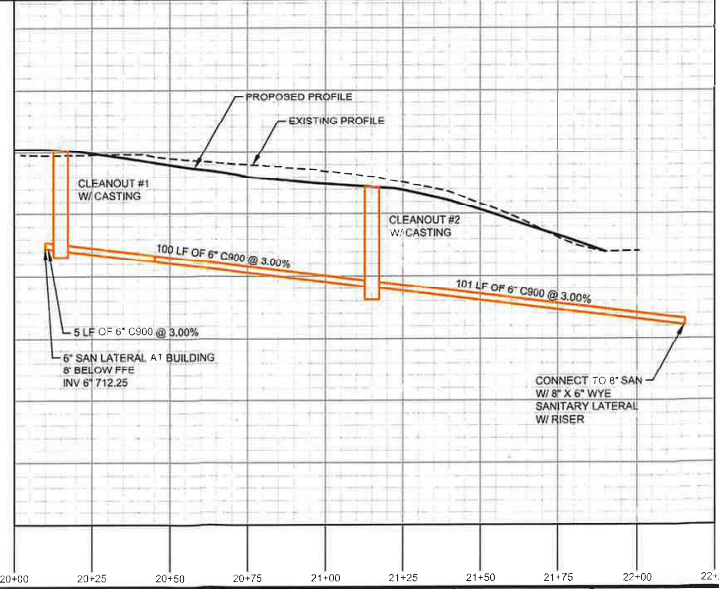 PROPOSED PROFILE
EXISTING PROFILE
CLEANOUT #1
W/ CASTING
CLEANOUT #2
W/ CASTING
100 LF OF 6" C900 @ 3.00%
101 LF OF 6" C900 @ 3.00%
5 LF OF 6" C900 @ 3.00%
6" SAN LATERAL AT BUILDING
8' BELOW FFE
INV 6" 712.25
CONNECT TO 8" SAN
W/ 8" X 6" WYE
SANITARY LATERAL
W/ RISER
20+00 20+25 20+50 20+75 21+00 21+25 21+50 21+75 22+00 22+